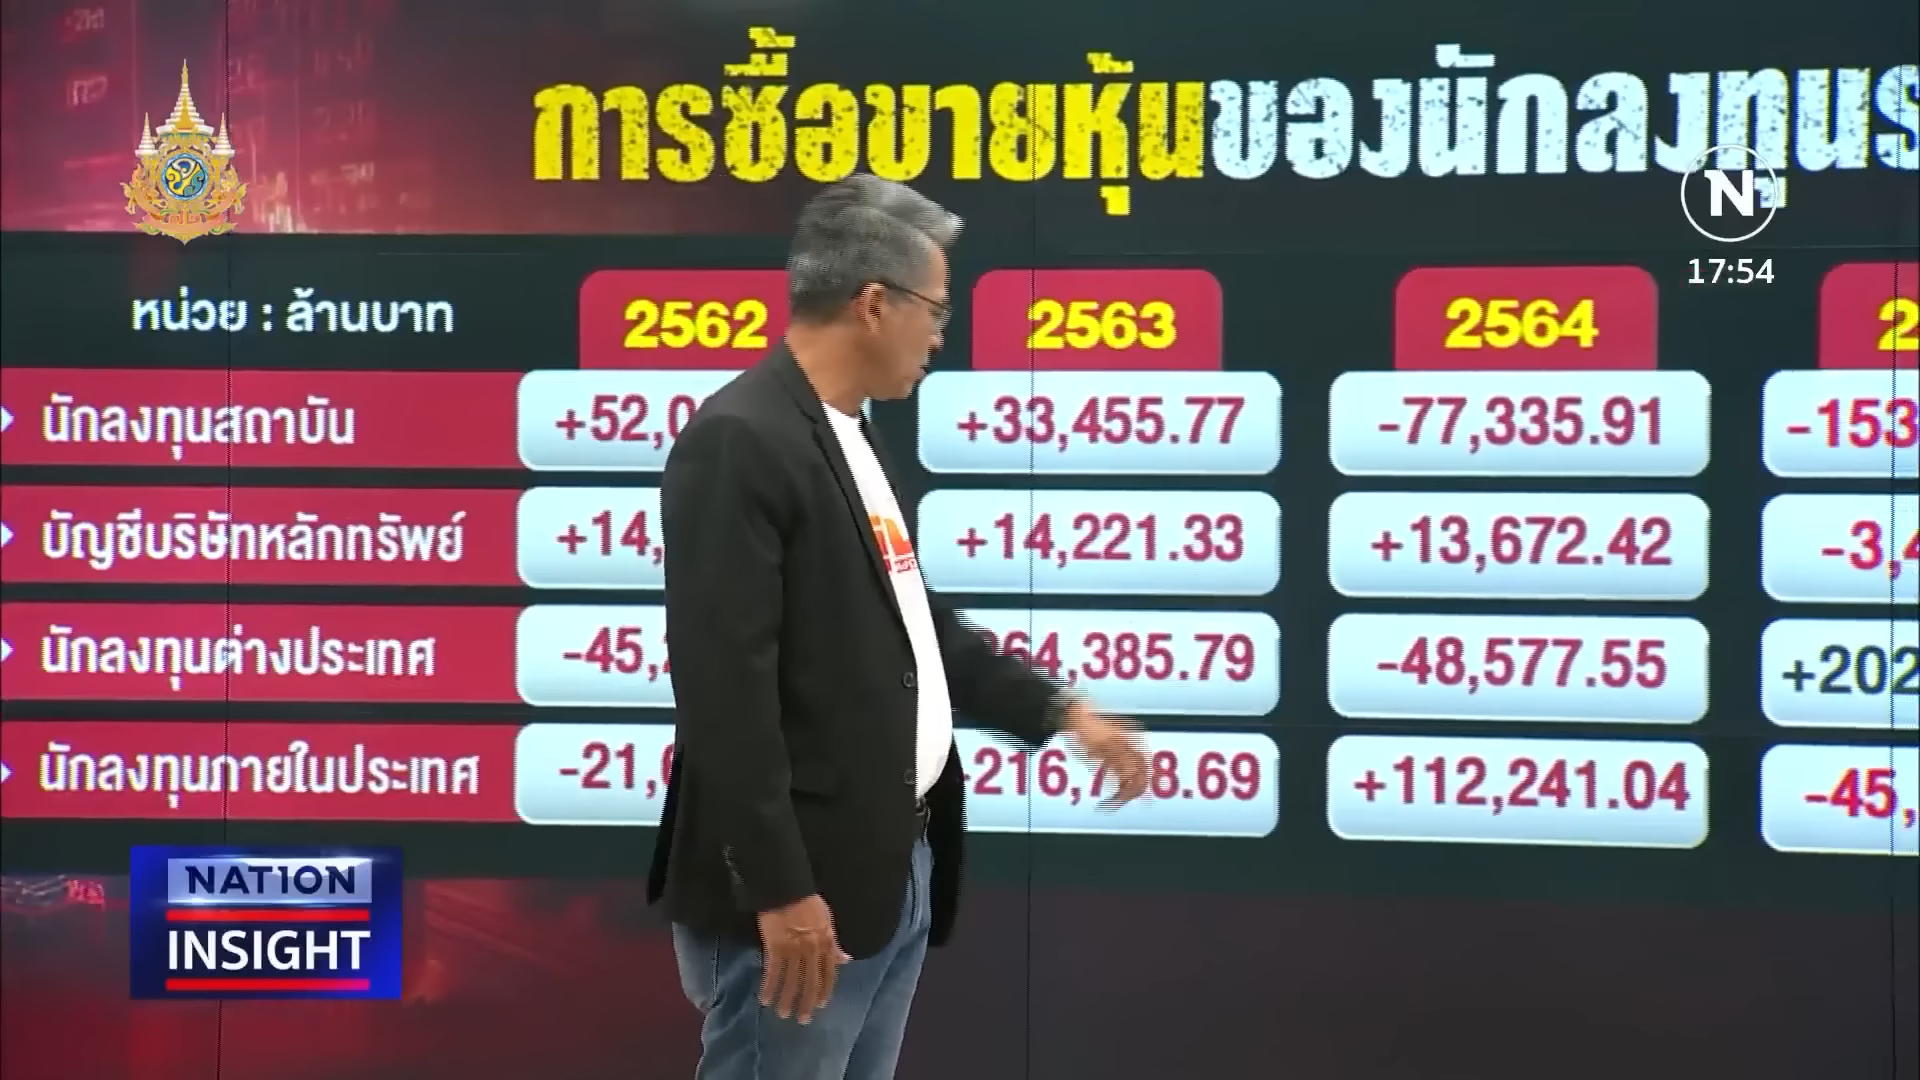 การซื้อขายหุ้นของนักลงทุนร
N
17:54
หน่วย : ล้านบาท 2562 2563 2564 2
นักลงทุนสถาบัน +52,0 +33,455.77 -77,335.91 -153
บัญชีบริษัทหลักทรัพย์ +14, +14,221.33 +13,672.42 -3,4
นักลงทุนต่างประเทศ -45, 64,385.79 -48,577.55 +202
นักลงทุนภายในประเทศ -21, 216,7 8.69 +112,241.04 -45,
NATION
INSIGHT